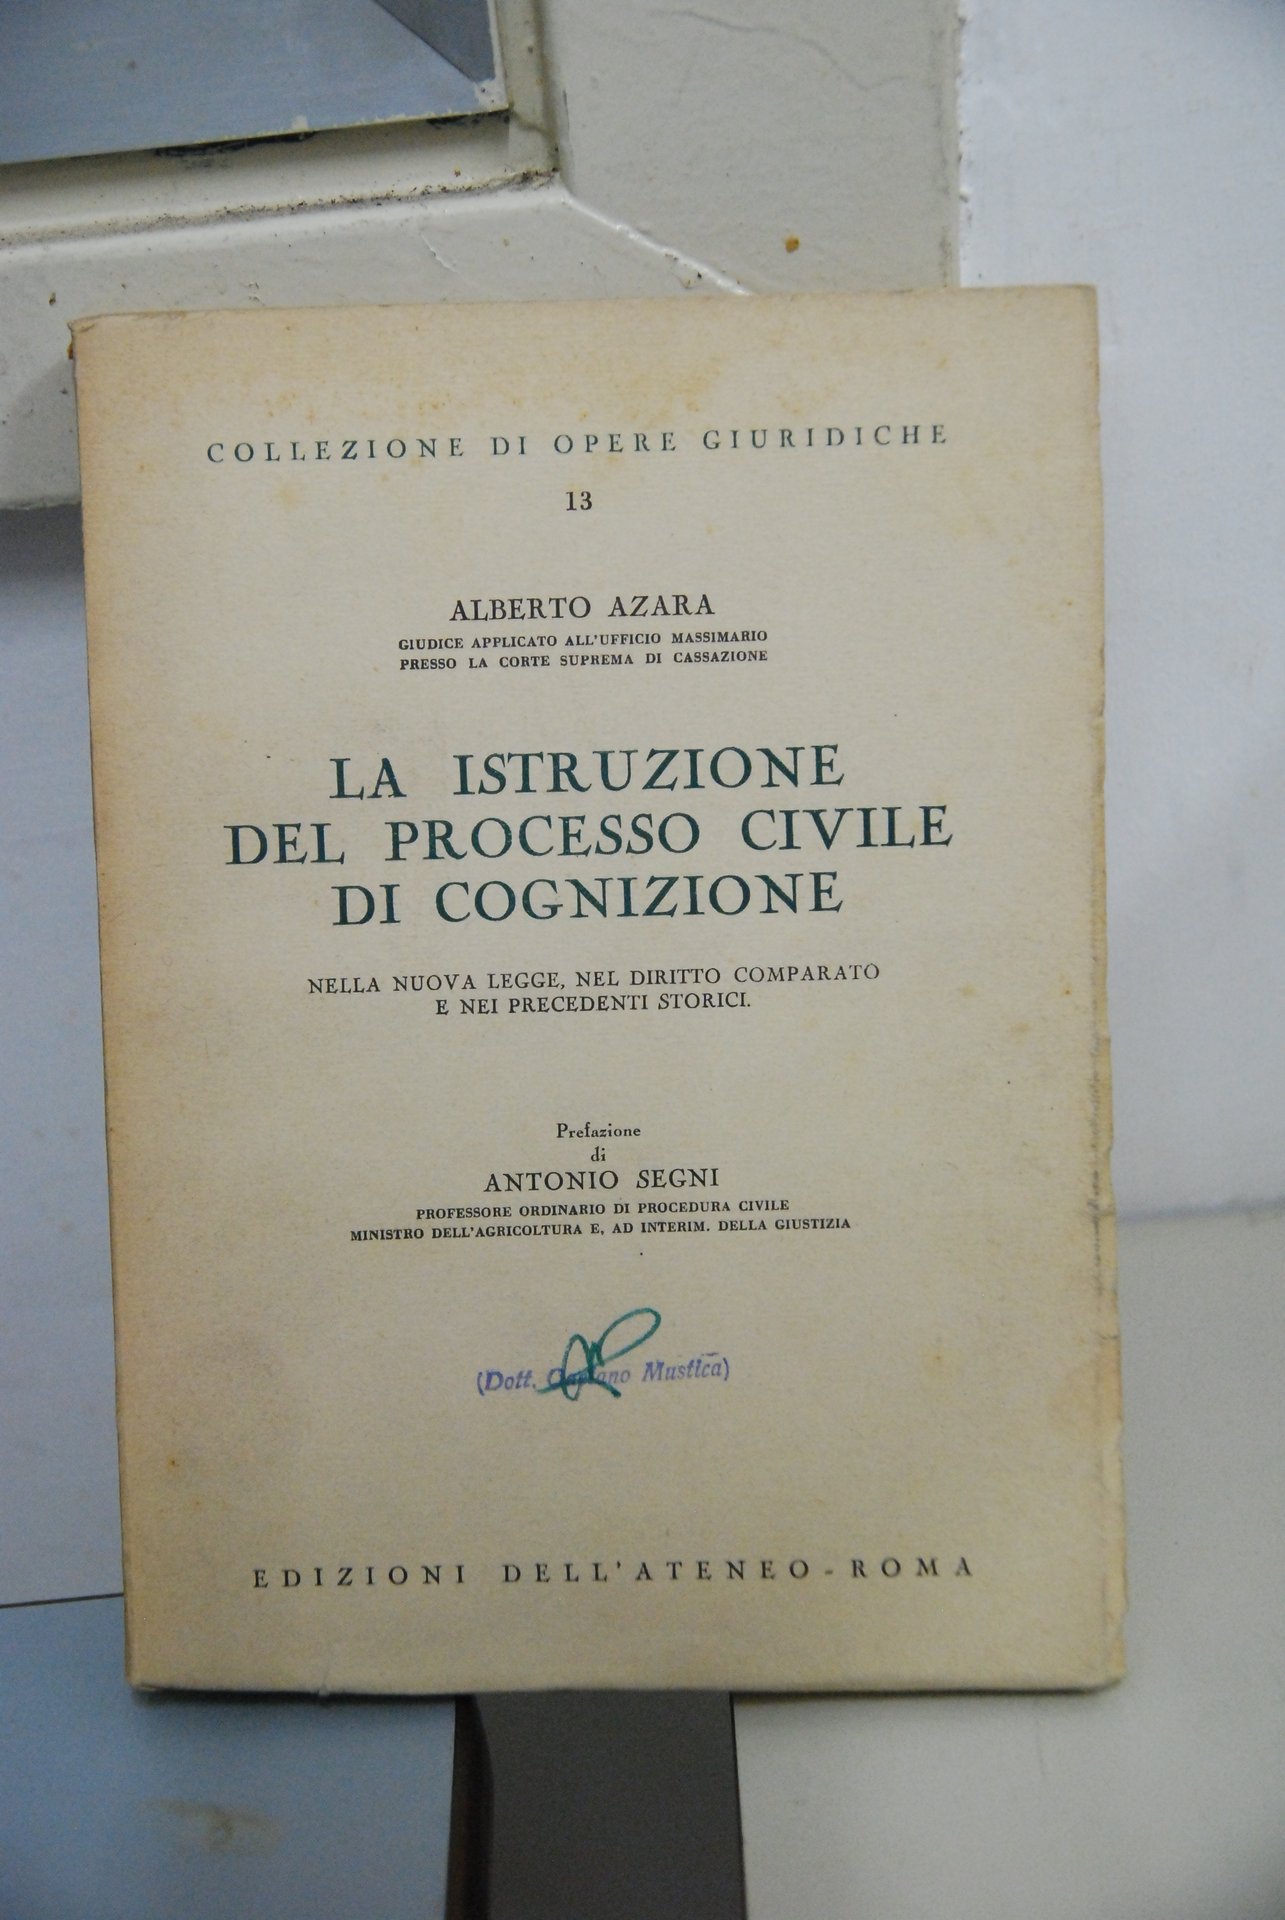 COLLEZIONE DI OPERE GIURIDICHE
13
ALBERTO AZARA
GIUDICE APPLICATO ALL'UFFICIO MASSIMARIO
PRESSO LA CORTE SUPREMA DI CASSAZIONE
LA ISTRUZIONE
DEL PROCESSO CIVILE
DI COGNIZIONE
NELLA NUOVA LEGGE, NEL DIRITTO COMPARATO
E NEI PRECEDENTI STORICI.
Prefazione
di
ANTONIO SEGNI
PROFESSORE ORDINARIO DI PROCEDURA CIVILE
MINISTRO DELL'AGRICOLTURA E, AD INTERIM. DELLA GIUSTIZIA
(Dott. Mustica)
EDIZIONI DELL'ATENEO - ROMA